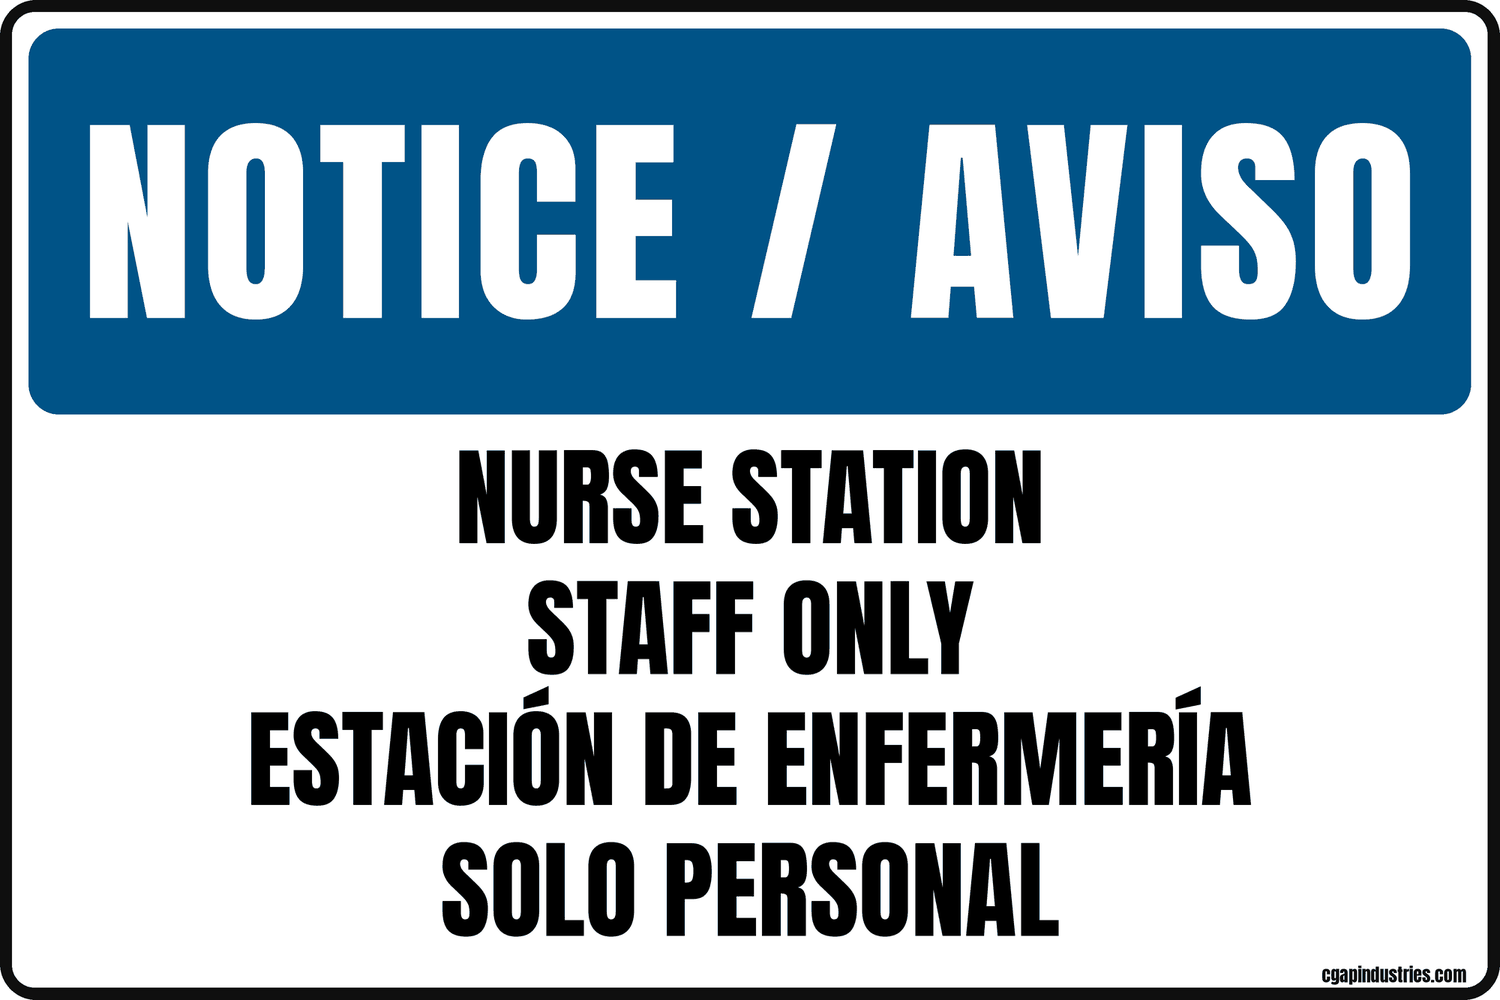 NOTICE / AVISO
NURSE STATION
STAFF ONLY
ESTACIÓN DE ENFERMERÍA
SOLO PERSONAL
cgapindustries.com